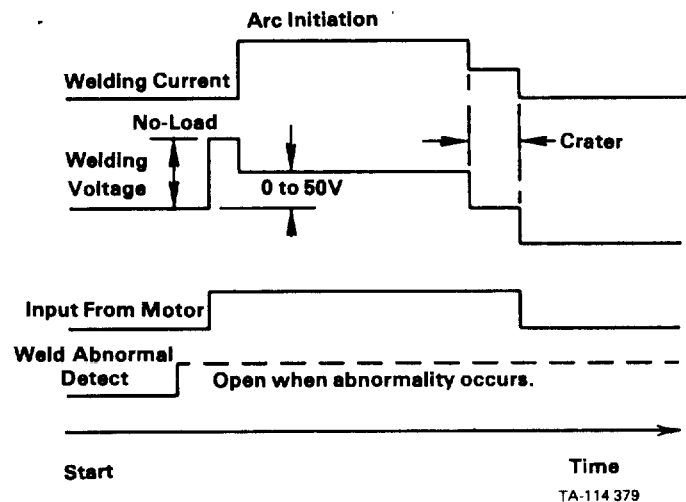 Arc Initiation
Welding Current
No-Load
Welding
Voltage
0 to 50V
Crater
Input From Motor
Weld Abnormal
Detect
Open when abnormality occurs.
Start
Time
TA-114 379